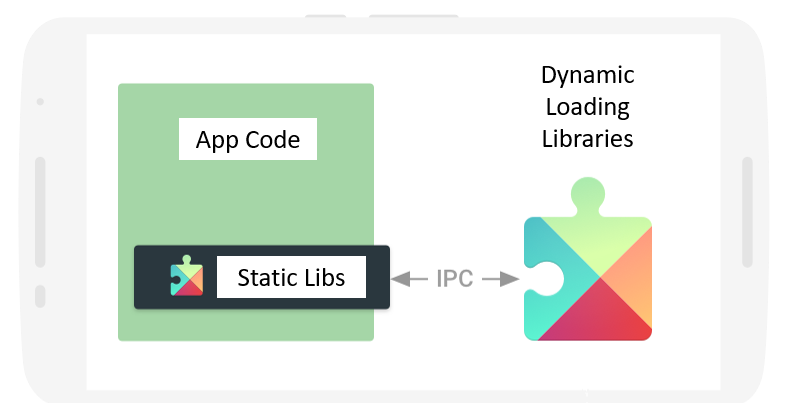 Dynamic
Loading
Libraries
App Code
Static Libs
IPC